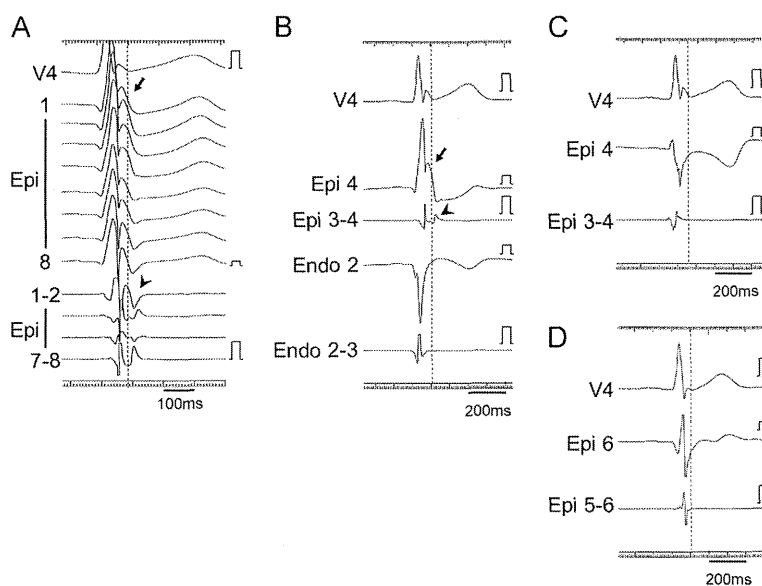 A
V4
1
Epi
8
1-2
Epi
7-8
100ms
B
V4
Epi 4
Epi 3-4
Endo 2
Endo 2-3
200ms
C
V4
Epi 4
Epi 3-4
200ms
D
V4
Epi 6
Epi 5-6
200ms